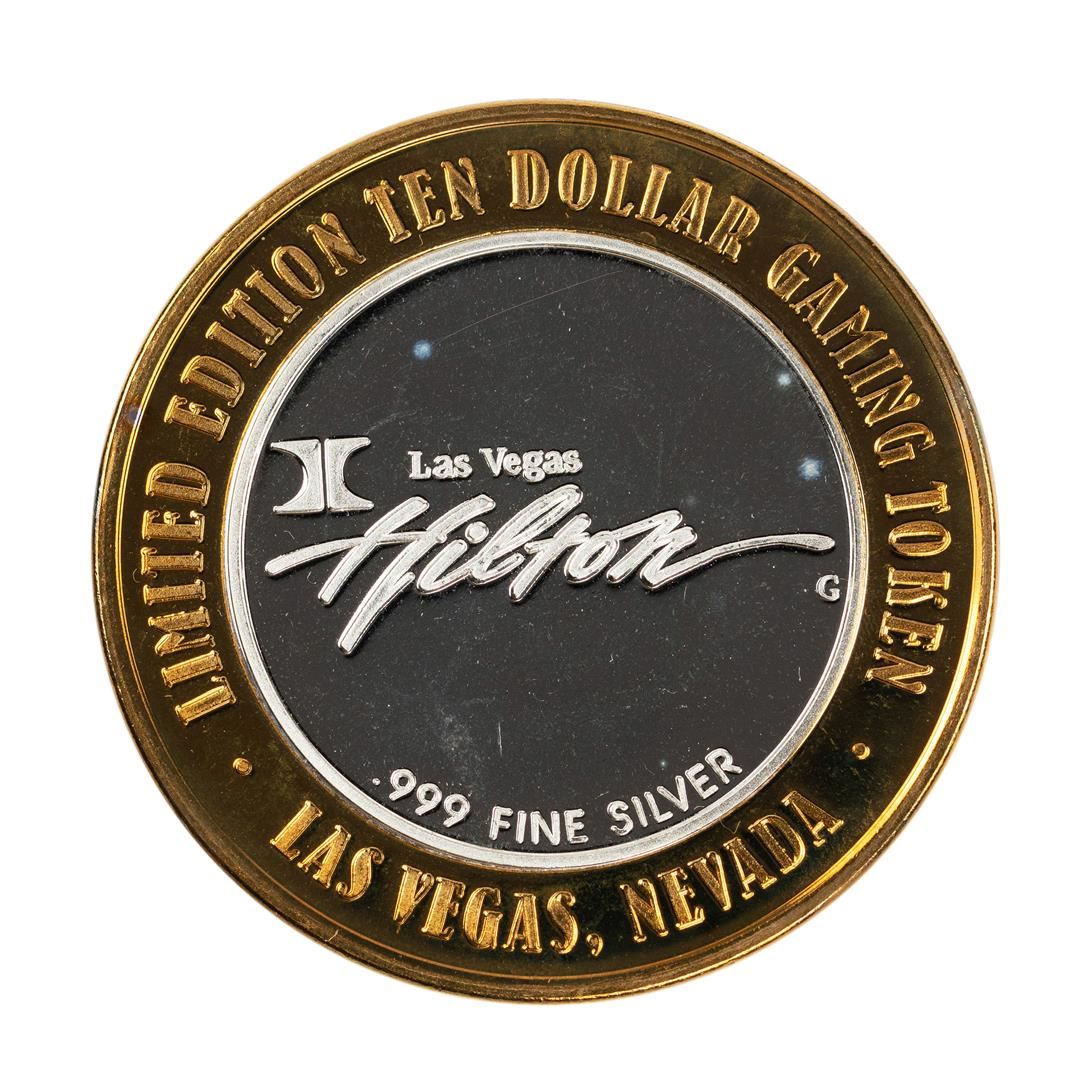 LIMITED EDITION TEN DOLLAR GAMING TOKEN
Las Vegas
Hilton
G
.999 FINE SILVER
• LAS VEGAS, NEVADA •